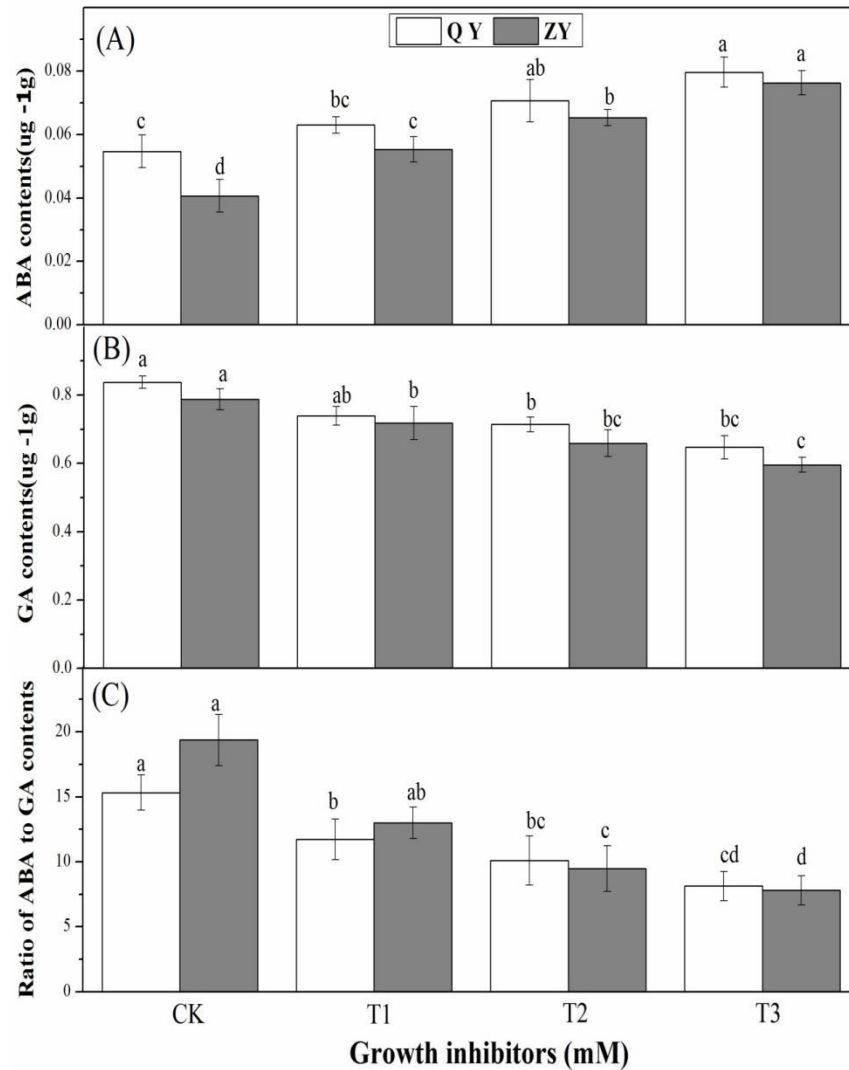 (A)
Q Y ZY
ABA contents(ug -1g)
0.08
0.06
0.04
0.02
0.00
c d bc c ab b a a
(B)
GA contents(ug -1g)
0.8
0.6
0.4
0.2
0.0
a a ab b b bc bc c
(C)
Ratio of ABA to GA contents
20
15
10
5
0
a a b ab bc c cd d
CK T1 T2 T3
Growth inhibitors (mM)